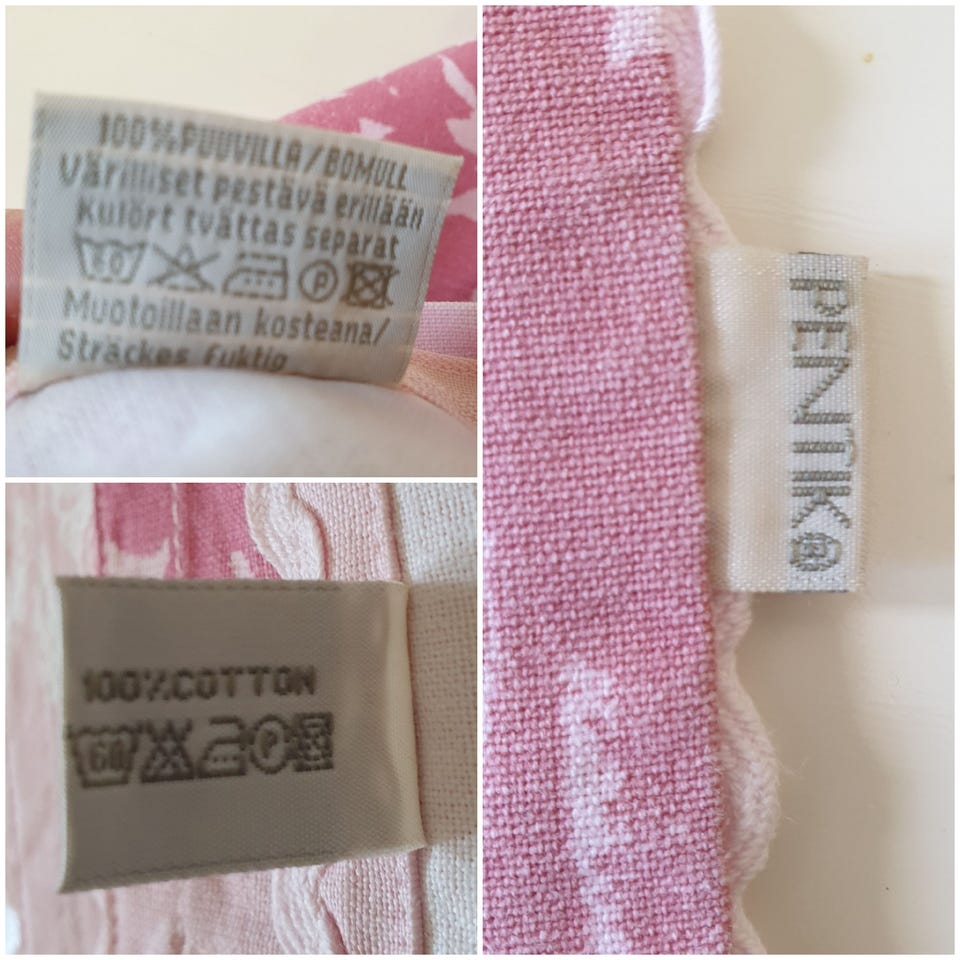 100%PUUVILLA/BOMULL
Värilliset pestävä erillään
Kulört tvättas separat
60 P
Muotoillaan kosteana/
Sträckes fuktig
PENTIK®
100%COTTON
60 P